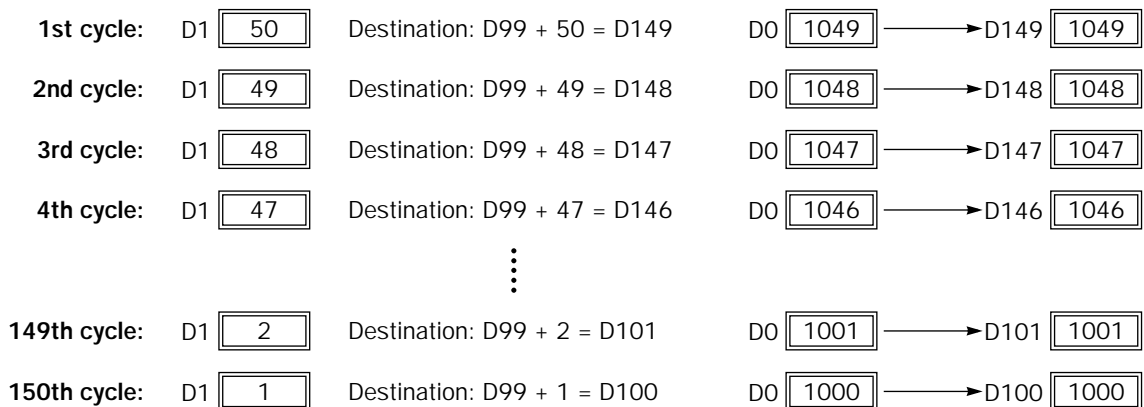 1st cycle: D1 50 Destination: D99 + 50 = D149 D0 1049 D149 1049
2nd cycle: D1 49 Destination: D99 + 49 = D148 D0 1048 D148 1048
3rd cycle: D1 48 Destination: D99 + 48 = D147 D0 1047 D147 1047
4th cycle: D1 47 Destination: D99 + 47 = D146 D0 1046 D146 1046
149th cycle: D1 2 Destination: D99 + 2 = D101 D0 1001 D101 1001
150th cycle: D1 1 Destination: D99 + 1 = D100 D0 1000 D100 1000